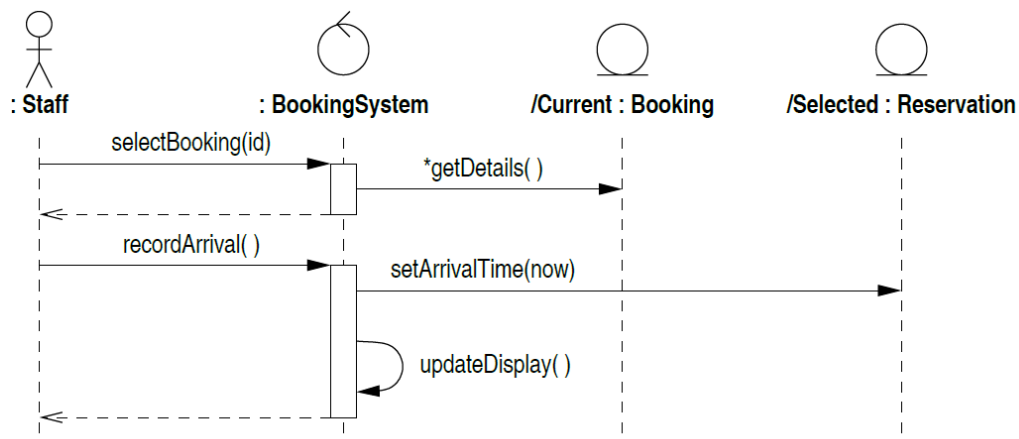 : Staff
: BookingSystem
/Current : Booking
/Selected : Reservation
selectBooking(id)
*getDetails( )
recordArrival( )
setArrivalTime(now)
updateDisplay( )